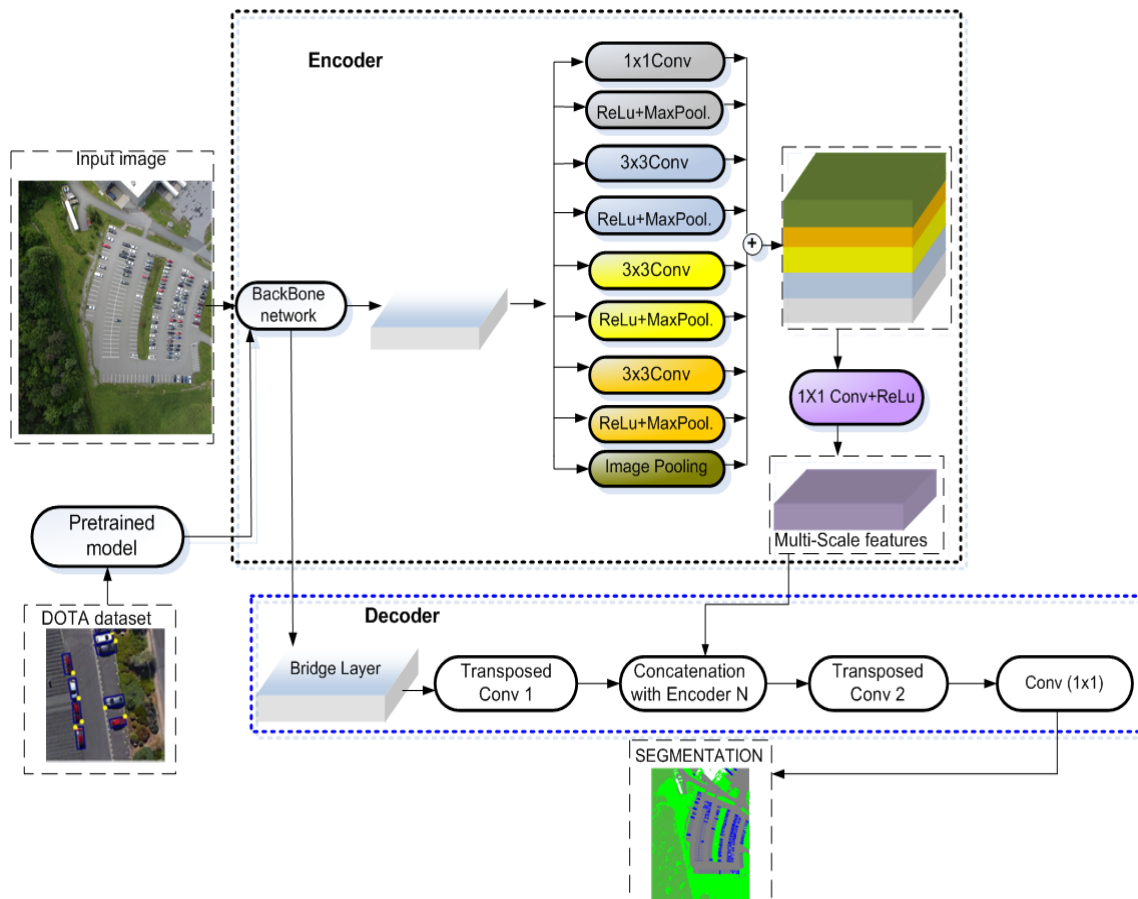 Encoder
1x1Conv
ReLu+MaxPool.
3x3Conv
ReLu+MaxPool.
3x3Conv
ReLu+MaxPool.
3x3Conv
ReLu+MaxPool.
Image Pooling
+
Input image
BackBone
network
1X1 Conv+ReLu
Multi-Scale features
Pretrained
model
DOTA dataset
Decoder
Bridge Layer
Transposed
Conv 1
Concatenation
with Encoder N
Transposed
Conv 2
Conv (1x1)
SEGMENTATION